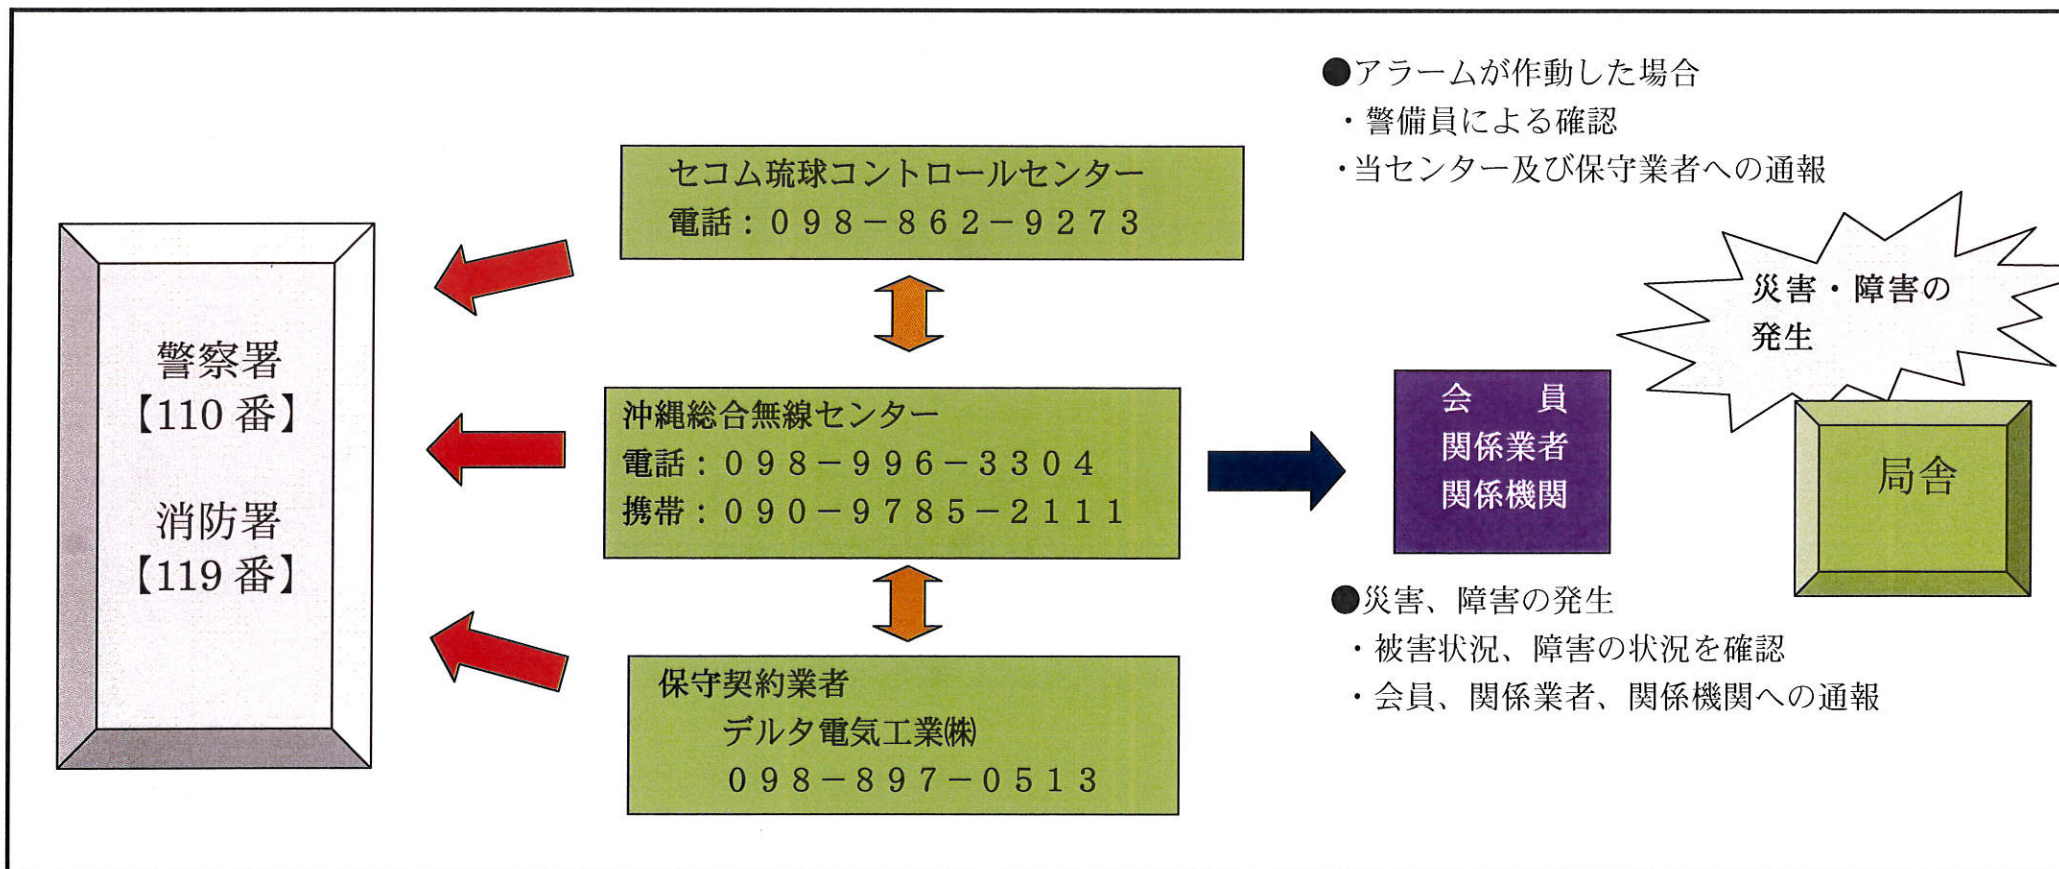 ●アラームが作動した場合
・警備員による確認
・当センター及び保守業者への通報
セコム琉球コントロールセンター
電話：０９８－８６２－９２７３
警察署
【110 番】
消防署
【119 番】
沖縄総合無線センター
電話：０９８－９９６－３３０４
携帯：０９０－９７８５－２１１１
会　　員
関係業者
関係機関
災害・障害の
発生
局舎
保守契約業者
デルタ電気工業㈱
０９８－８９７－０５１３
●災害、障害の発生
・被害状況、障害の状況を確認
・会員、関係業者、関係機関への通報